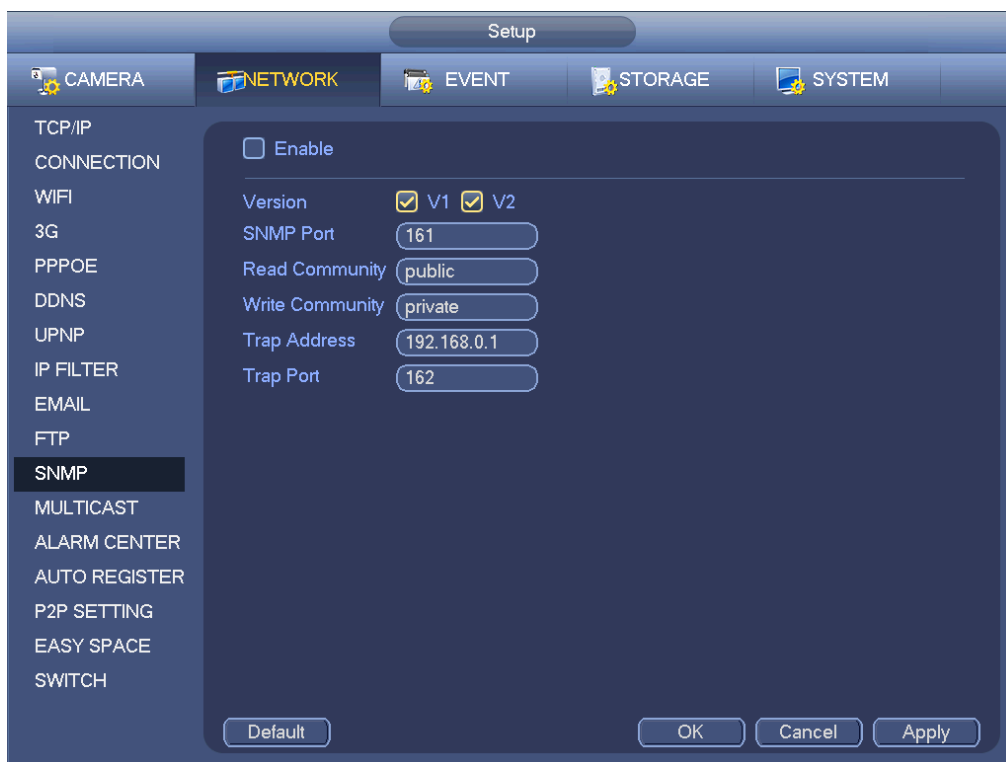 Setup
CAMERA NETWORK EVENT STORAGE SYSTEM
TCP/IP
CONNECTION
WIFI
3G
PPPOE
DDNS
UPNP
IP FILTER
EMAIL
FTP
SNMP
MULTICAST
ALARM CENTER
AUTO REGISTER
P2P SETTING
EASY SPACE
SWITCH
Enable
Version V1 V2
SNMP Port 161
Read Community public
Write Community private
Trap Address 192.168.0.1
Trap Port 162
Default OK Cancel Apply